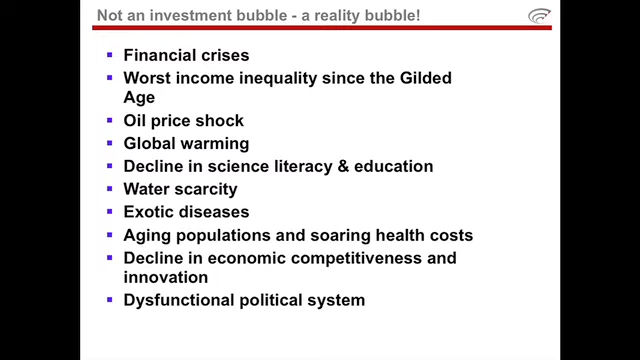 Not an investment bubble - a reality bubble!
Financial crises
Worst income inequality since the Gilded
Age
Oil price shock
Global warming
Decline in science literacy & education
Water scarcity
Exotic diseases
Aging populations and soaring health costs
Decline in economic competitiveness and
innovation
Dysfunctional political system